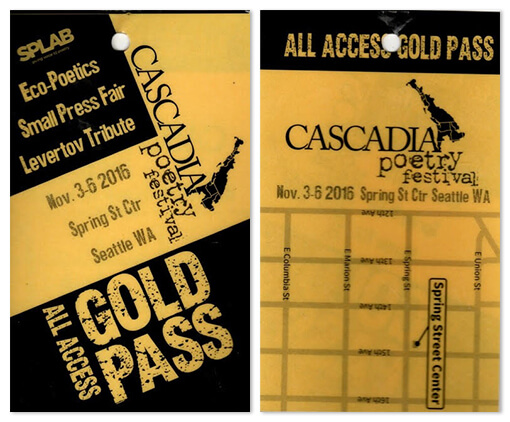 SPLAB
Eco-Poetics
Small Press Fair
Levertov Tribute
CASCADIA
poetry
festival
Nov. 3-6 2016
Spring St Ctr
Seattle WA
ALL ACCESS
GOLD
PASS
ALL ACCESS GOLD PASS
CASCADIA
poetry
festival
Nov. 3-6 2016 Spring St Ctr Seattle WA
12th Ave
E Columbia St
E Marion St
E Spring St
E Union St
13th Ave
14th Ave
Spring Street Center
15th Ave
16th Ave